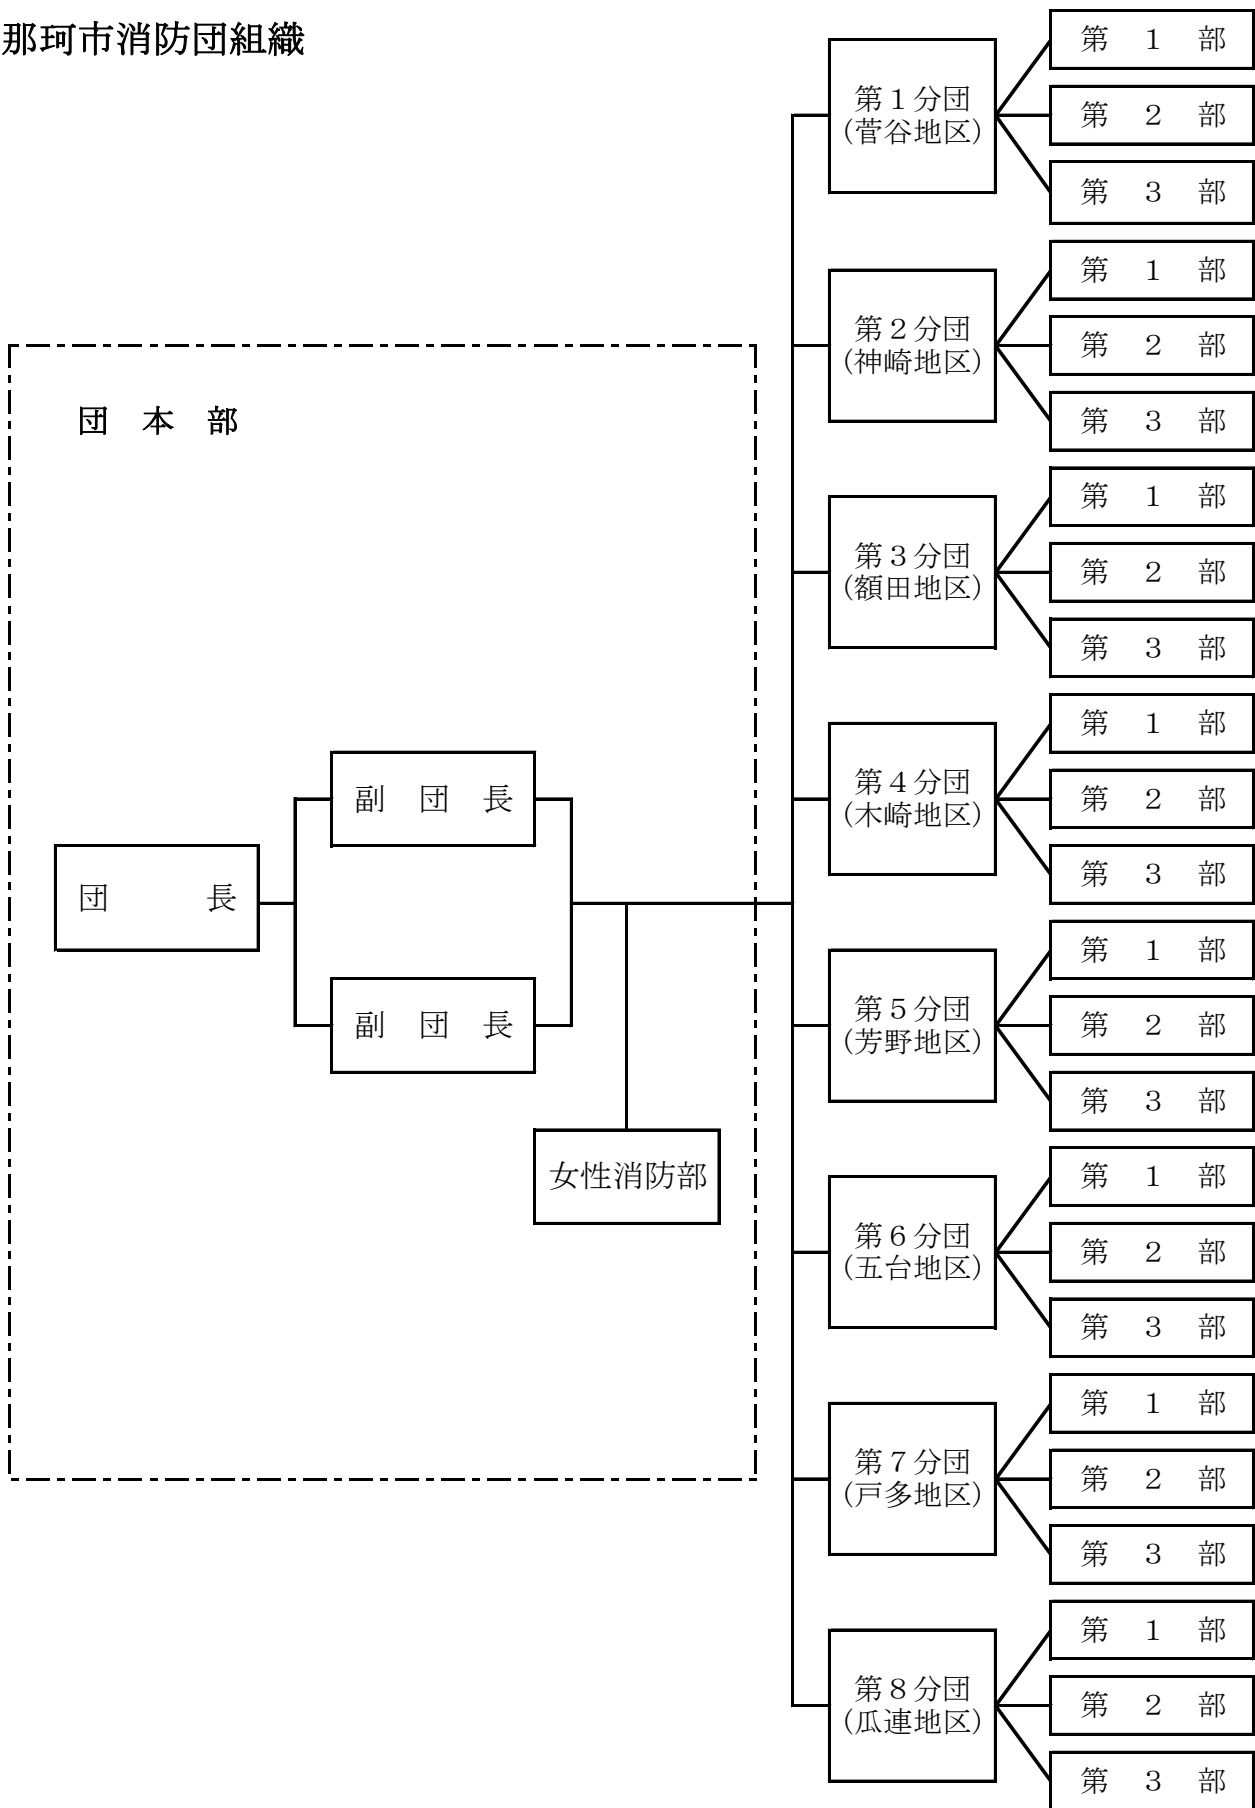 那珂市消防団組織
団 本 部
団 長
副 団 長
副 団 長
女性消防部
第１分団
(菅谷地区)
第 １ 部
第 ２ 部
第 ３ 部
第２分団
(神崎地区)
第 １ 部
第 ２ 部
第 ３ 部
第３分団
(額田地区)
第 １ 部
第 ２ 部
第 ３ 部
第４分団
(木崎地区)
第 １ 部
第 ２ 部
第 ３ 部
第５分団
(芳野地区)
第 １ 部
第 ２ 部
第 ３ 部
第６分団
(五台地区)
第 １ 部
第 ２ 部
第 ３ 部
第７分団
(戸多地区)
第 １ 部
第 ２ 部
第 ３ 部
第８分団
(瓜連地区)
第 １ 部
第 ２ 部
第 ３ 部